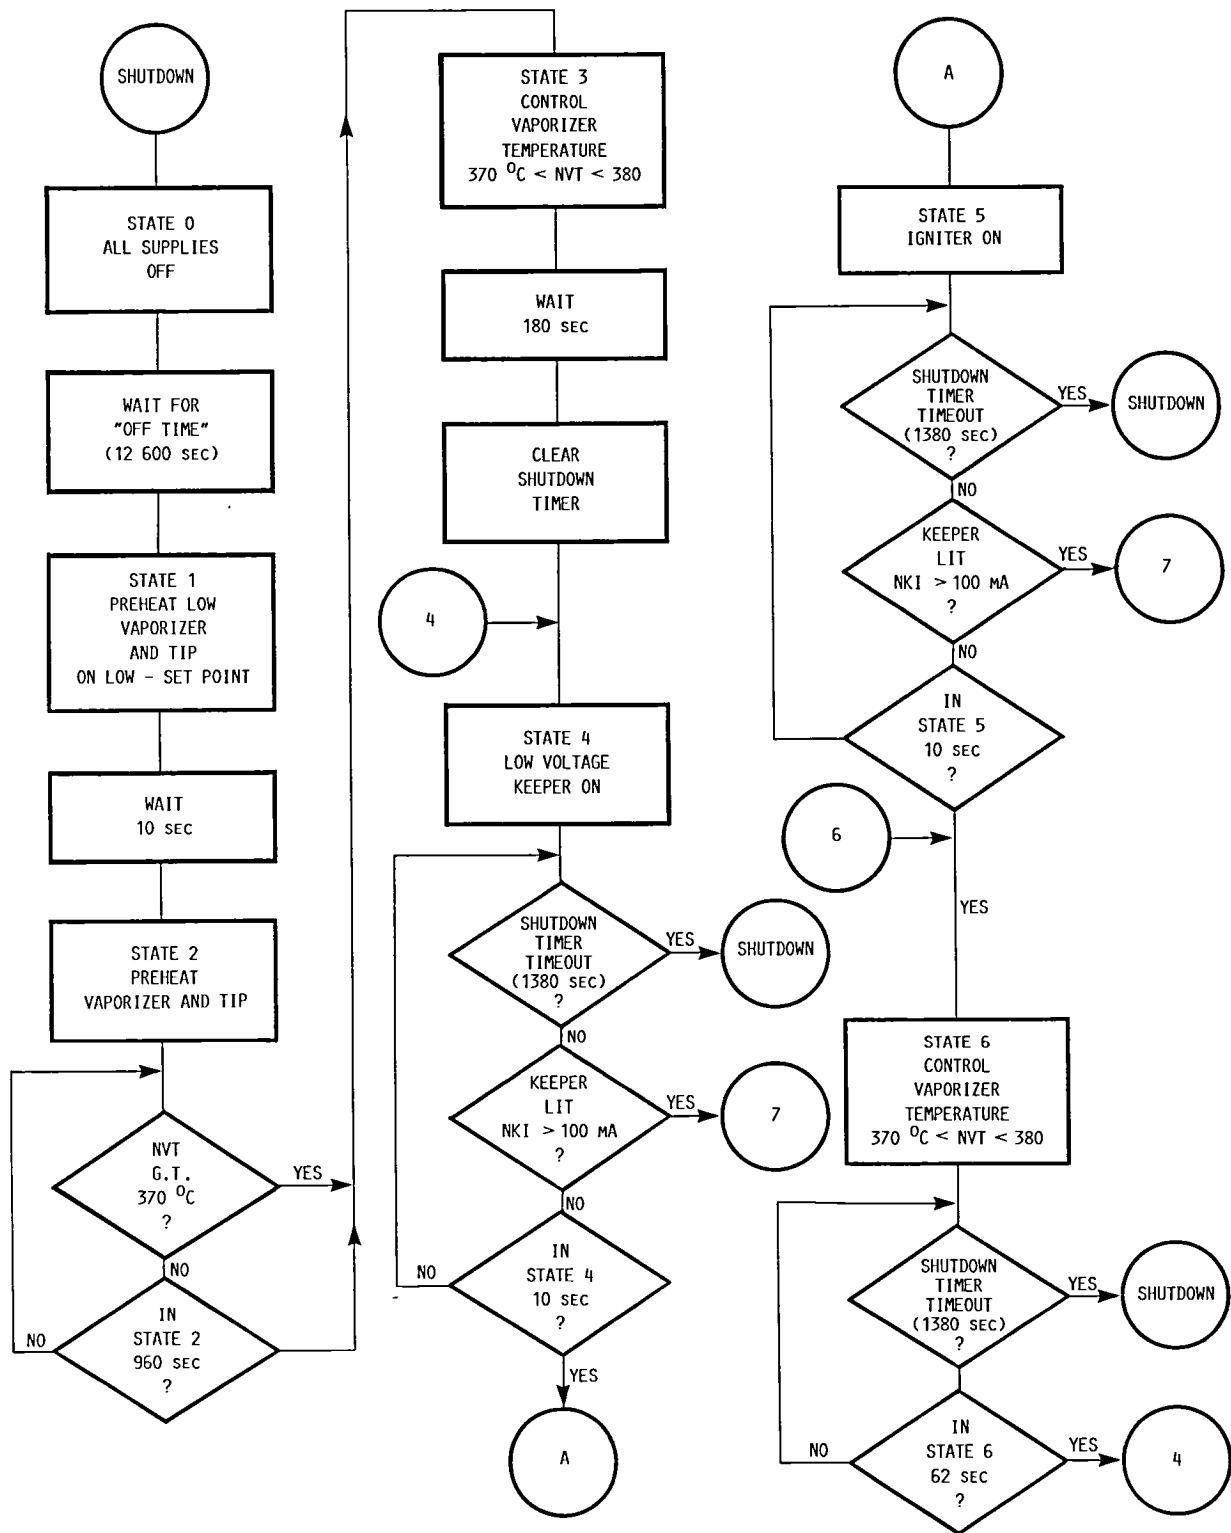 SHUTDOWN
STATE 0
ALL SUPPLIES
OFF
WAIT FOR
"OFF TIME"
(12 600 SEC)
STATE 1
PREHEAT LOW
VAPORIZER
AND TIP
ON LOW - SET POINT
WAIT
10 SEC
STATE 2
PREHEAT
VAPORIZER AND TIP
NVT
G.T.
370 °C
?
YES
NO
IN
STATE 2
960 SEC
?
NO
STATE 3
CONTROL
VAPORIZER
TEMPERATURE
370 °C < NVT < 380
WAIT
180 SEC
CLEAR
SHUTDOWN
TIMER
4
STATE 4
LOW VOLTAGE
KEEPER ON
SHUTDOWN
TIMER
TIMEOUT
(1380 SEC)
?
YES
SHUTDOWN
NO
KEEPER
LIT
NKI > 100 MA
?
YES
7
NO
IN
STATE 4
10 SEC
?
NO
YES
A
A
STATE 5
IGNITER ON
SHUTDOWN
TIMER
TIMEOUT
(1380 SEC)
?
YES
SHUTDOWN
NO
KEEPER
LIT
NKI > 100 MA
?
YES
7
NO
IN
STATE 5
10 SEC
?
6
YES
STATE 6
CONTROL
VAPORIZER
TEMPERATURE
370 °C < NVT < 380
SHUTDOWN
TIMER
TIMEOUT
(1380 SEC)
?
YES
SHUTDOWN
IN
STATE 6
62 SEC
?
NO
YES
4